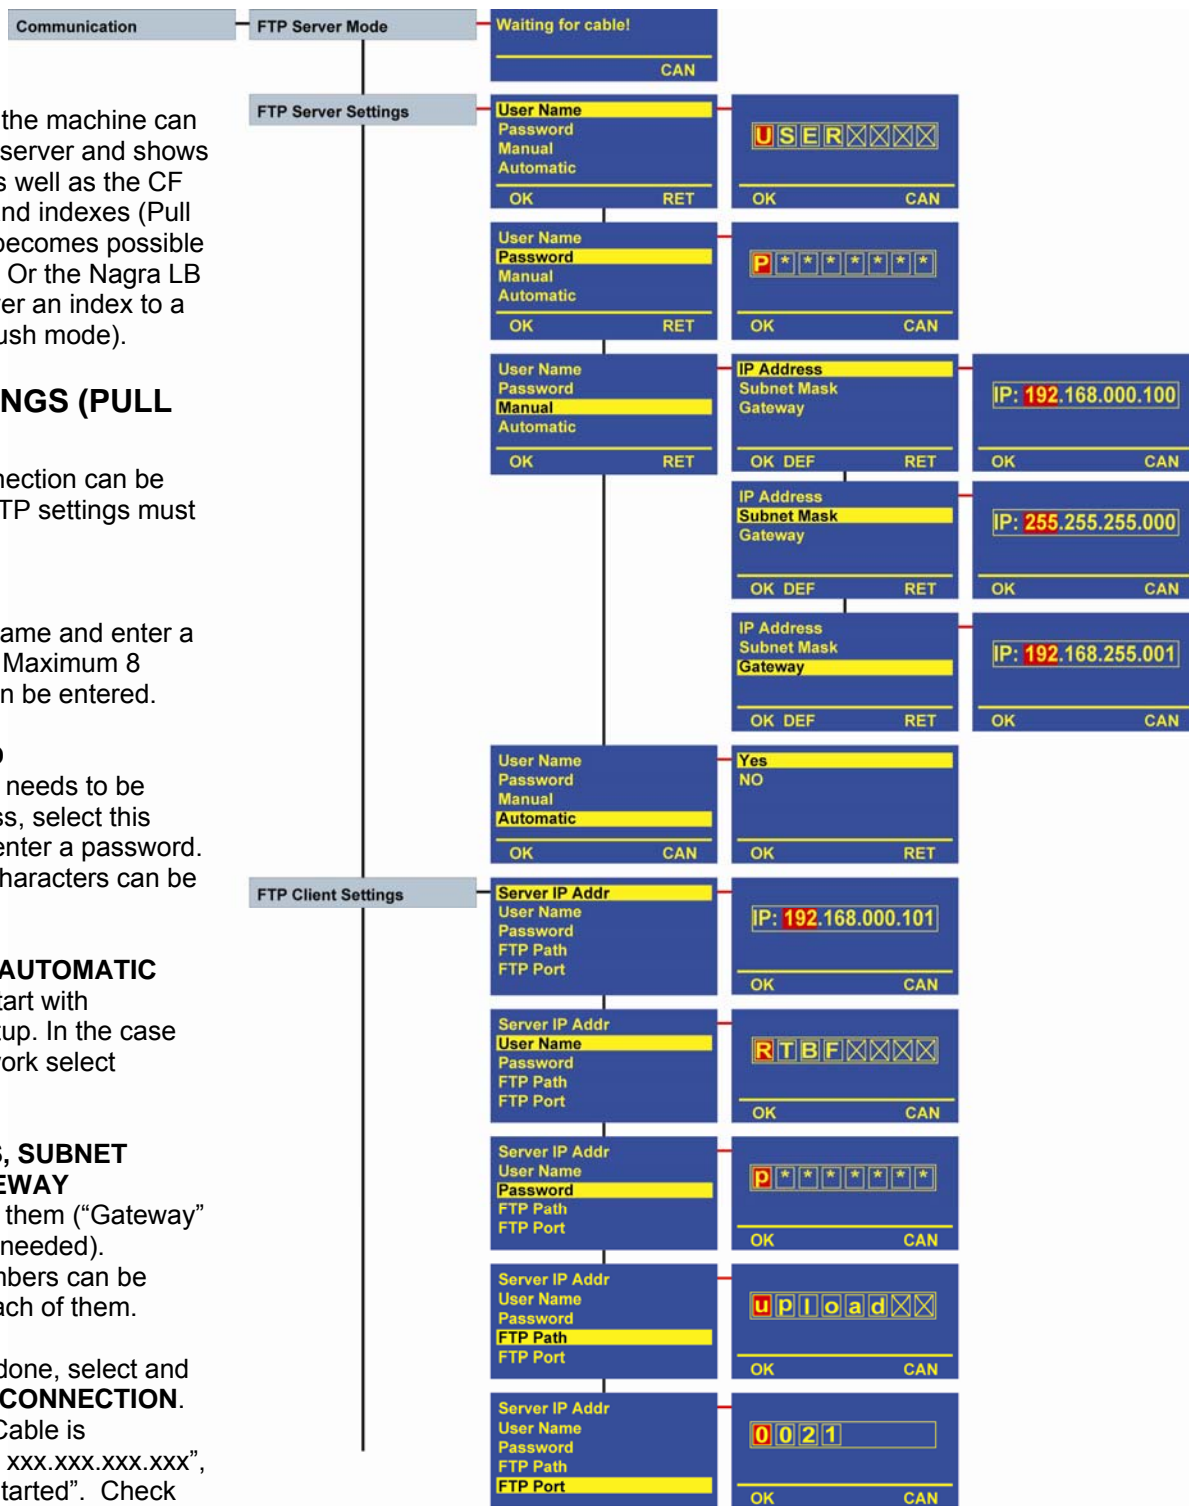 Communication
FTP Server Mode
Waiting for cable!
CAN
the machine can
server and shows
s well as the CF
nd indexes (Pull
becomes possible
Or the Nagra LB
er an index to a
ush mode).
NGS (PULL
nection can be
TP settings must
ame and enter a
Maximum 8
n be entered.
D
needs to be
ss, select this
enter a password.
characters can be
AUTOMATIC
tart with
tup. In the case
work select
S, SUBNET
EWAY
them (“Gateway”
needed).
mbers can be
ach of them.
done, select and
CONNECTION.
Cable is
xxx.xxx.xxx.xxx”,
tarted”. Check
FTP Server Settings
User Name
Password
Manual
Automatic
OK RET
USER
OK CAN
User Name
Password
Manual
Automatic
OK RET
P*******
OK CAN
User Name
Password
Manual
Automatic
OK RET
IP Address
Subnet Mask
Gateway
OK DEF RET
IP: 192.168.000.100
OK CAN
IP Address
Subnet Mask
Gateway
OK DEF RET
IP: 255.255.255.000
OK CAN
IP Address
Subnet Mask
Gateway
OK DEF RET
IP: 192.168.255.001
OK CAN
User Name
Password
Manual
Automatic
OK CAN
Yes
NO
OK RET
FTP Client Settings
Server IP Addr
User Name
Password
FTP Path
FTP Port
IP: 192.168.000.101
OK CAN
Server IP Addr
User Name
Password
FTP Path
FTP Port
RTBF
OK CAN
Server IP Addr
User Name
Password
FTP Path
FTP Port
p*******
OK CAN
Server IP Addr
User Name
Password
FTP Path
FTP Port
upload
OK CAN
Server IP Addr
User Name
Password
FTP Path
FTP Port
0021
OK CAN